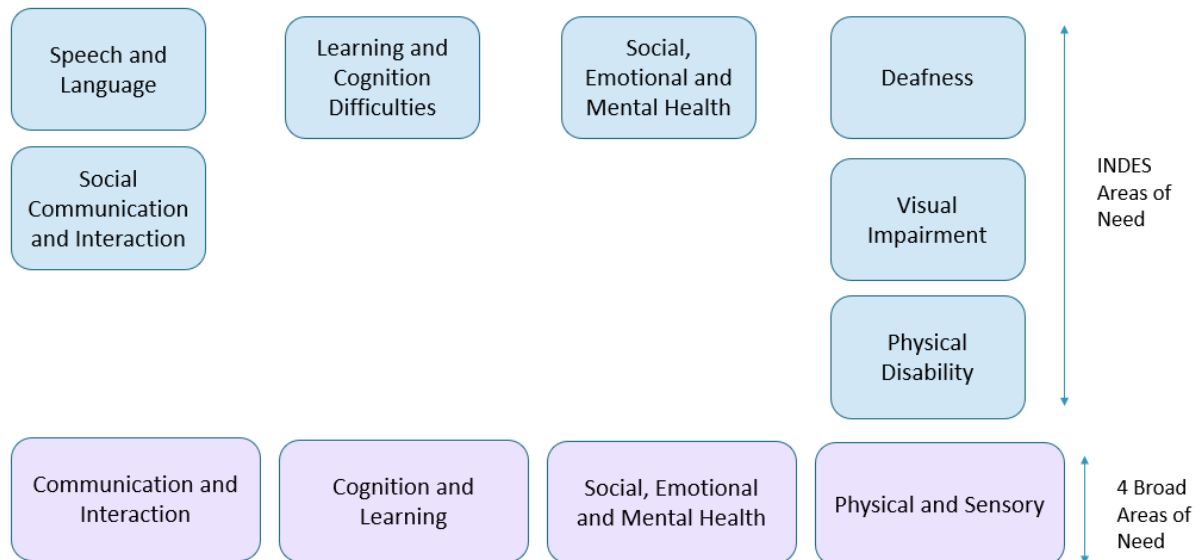 Speech and
Language
Learning and
Cognition
Difficulties
Social,
Emotional and
Mental Health
Deafness
Social
Communication
and Interaction
Visual
Impairment
Physical
Disability
INDES
Areas of
Need
Communication and
Interaction
Cognition and
Learning
Social, Emotional
and Mental Health
Physical and Sensory
4 Broad
Areas of
Need